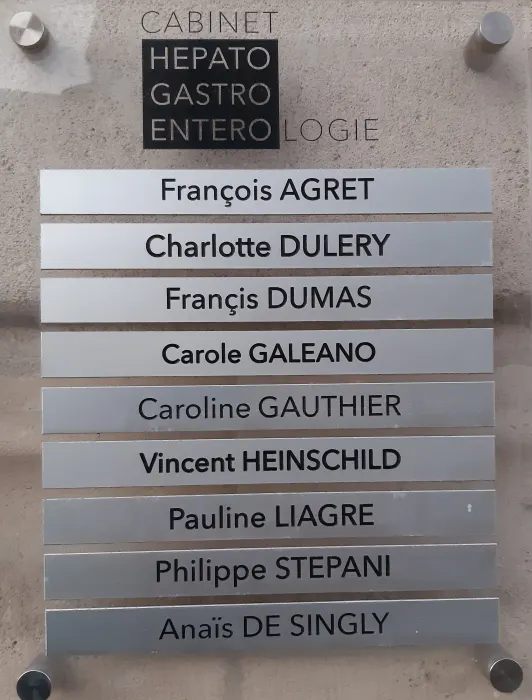 CABINET
HEPATO
GASTRO
ENTEROLOGIE
François AGRET
Charlotte DULERY
Françis DUMAS
Carole GALEANO
Caroline GAUTHIER
Vincent HEINSCHILD
Pauline LIAGRE
Philippe STEPANI
Anaïs DE SINGLY